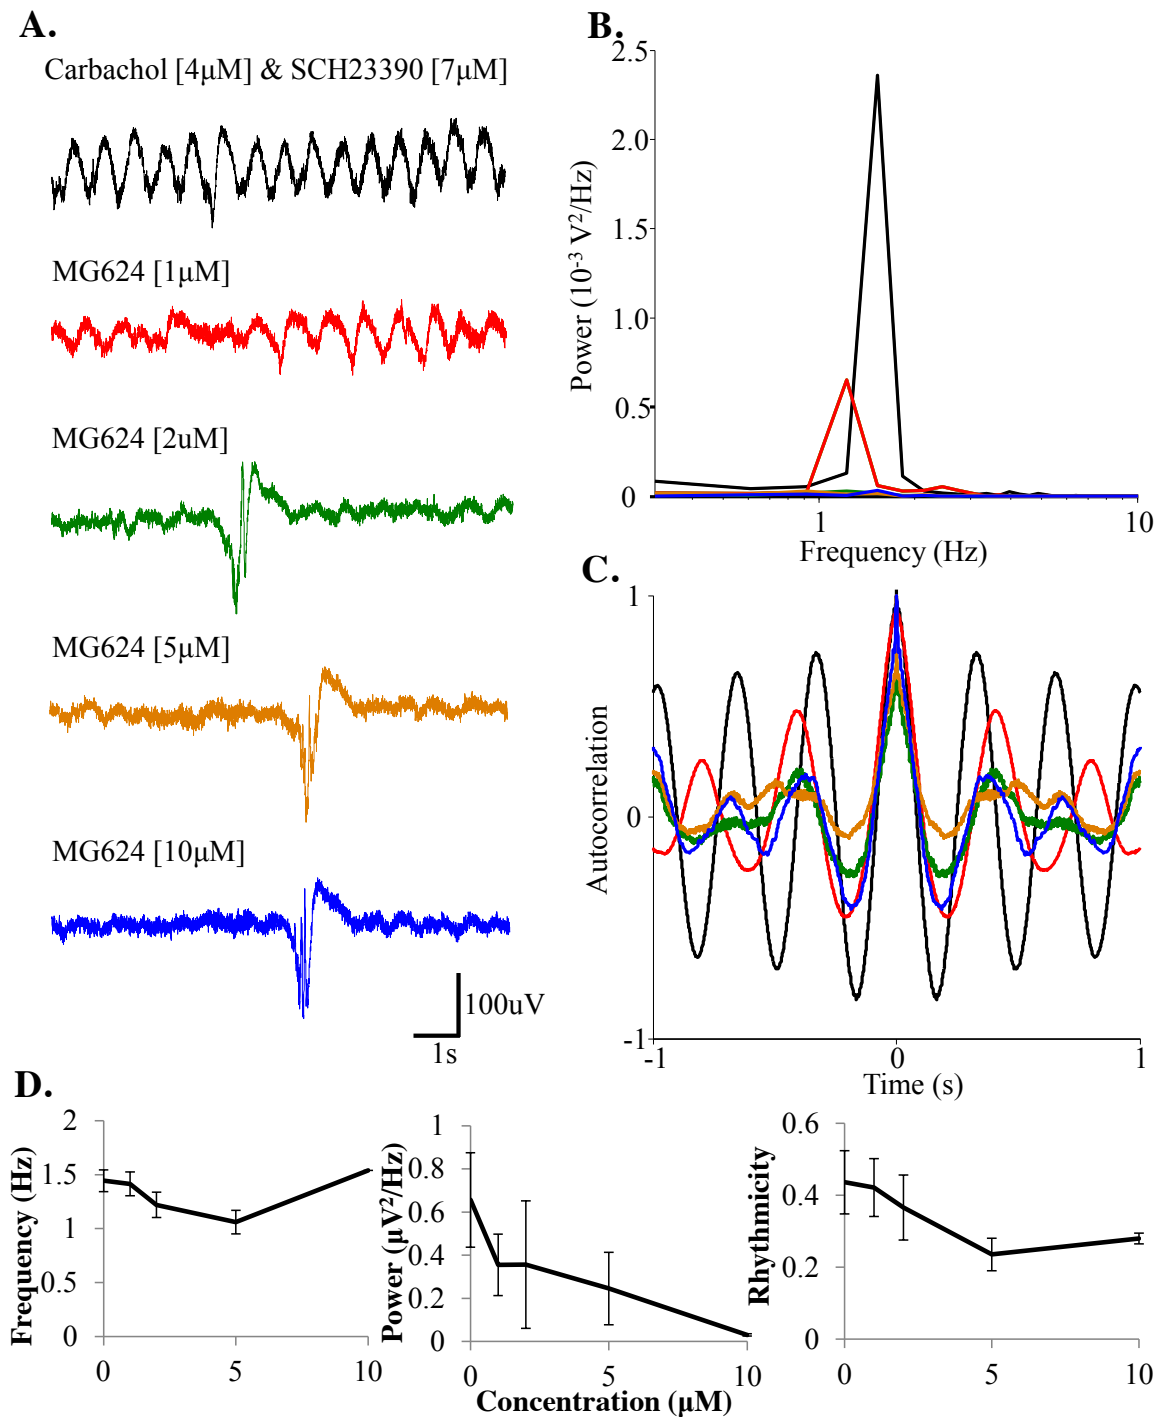 A.
Carbachol [4μM] & SCH23390 [7μM]
MG624 [1μM]
MG624 [2uM]
MG624 [5μM]
MG624 [10μM]
100uV
1s
B.
2.5
2.0
1.5
1.0
0.5
0
Power (10⁻³ V²/Hz)
1
10
Frequency (Hz)
C.
1
0
-1
Autocorrelation
-1
0
1
Time (s)
D.
2
1.5
1
0.5
0
Frequency (Hz)
0
5
10
1
0.8
0.6
0.4
0.2
0
Power (μV²/Hz)
0
5
10
Concentration (μM)
0.6
0.4
0.2
0
Rhythmicity
0
5
10